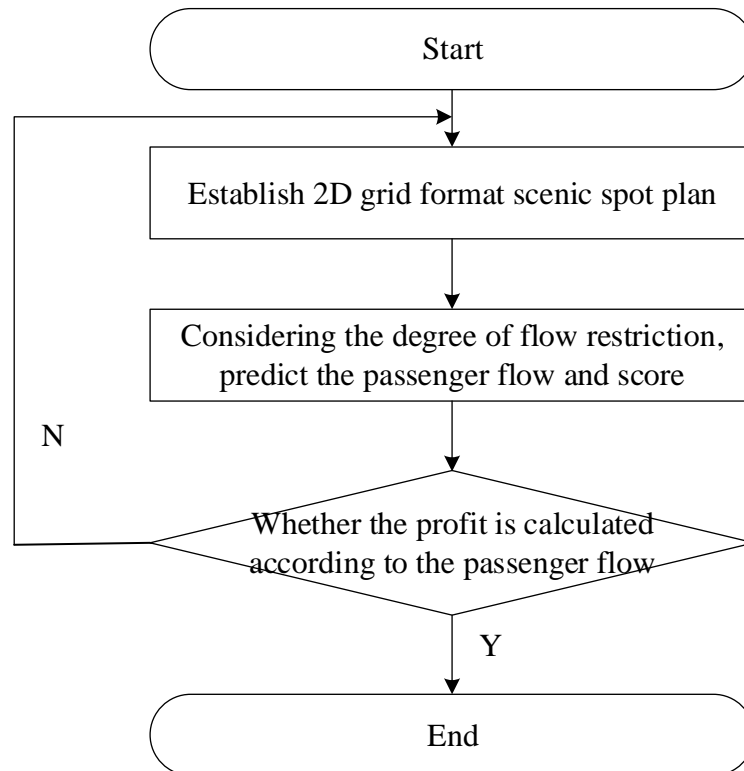 Start
Establish 2D grid format scenic spot plan
Considering the degree of flow restriction,
predict the passenger flow and score
N
Whether the profit is calculated
according to the passenger flow
Y
End